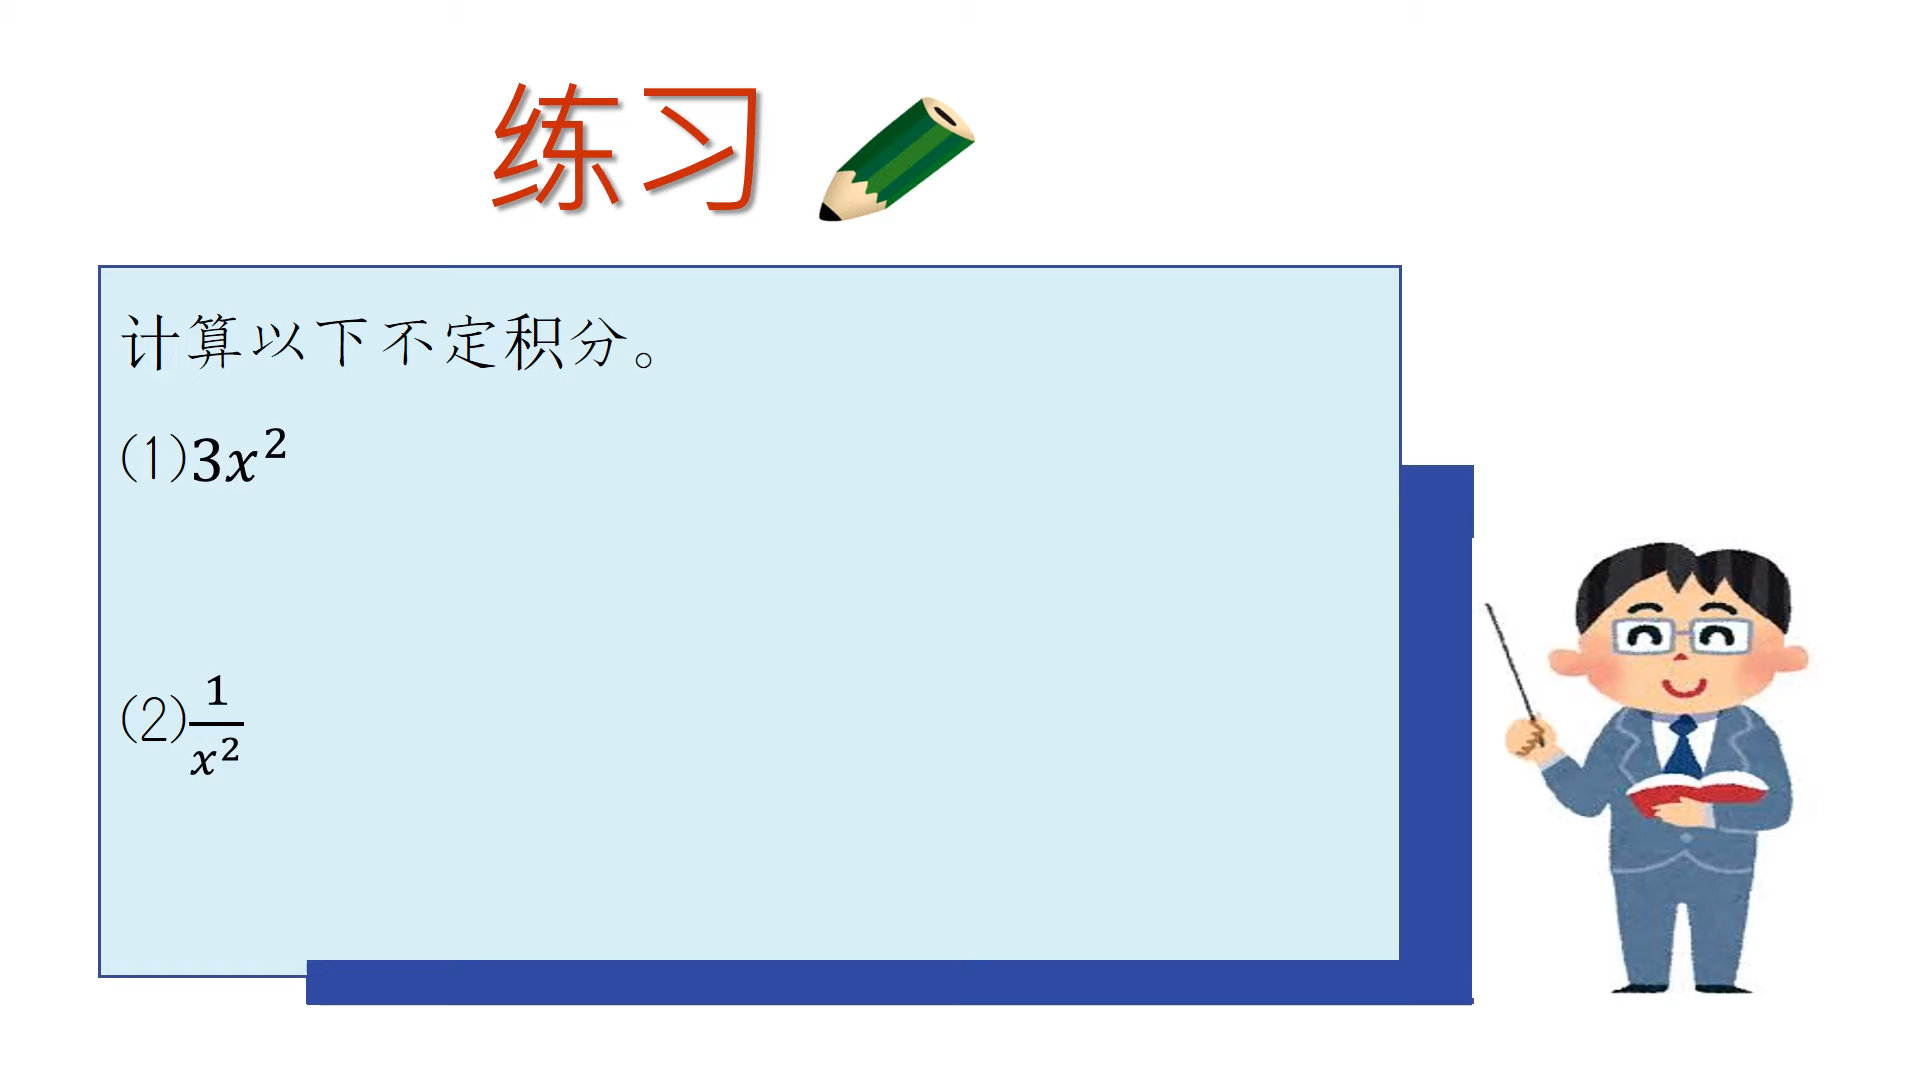 练习
计算以下不定积分。
(1)3x²
(2)1/x²